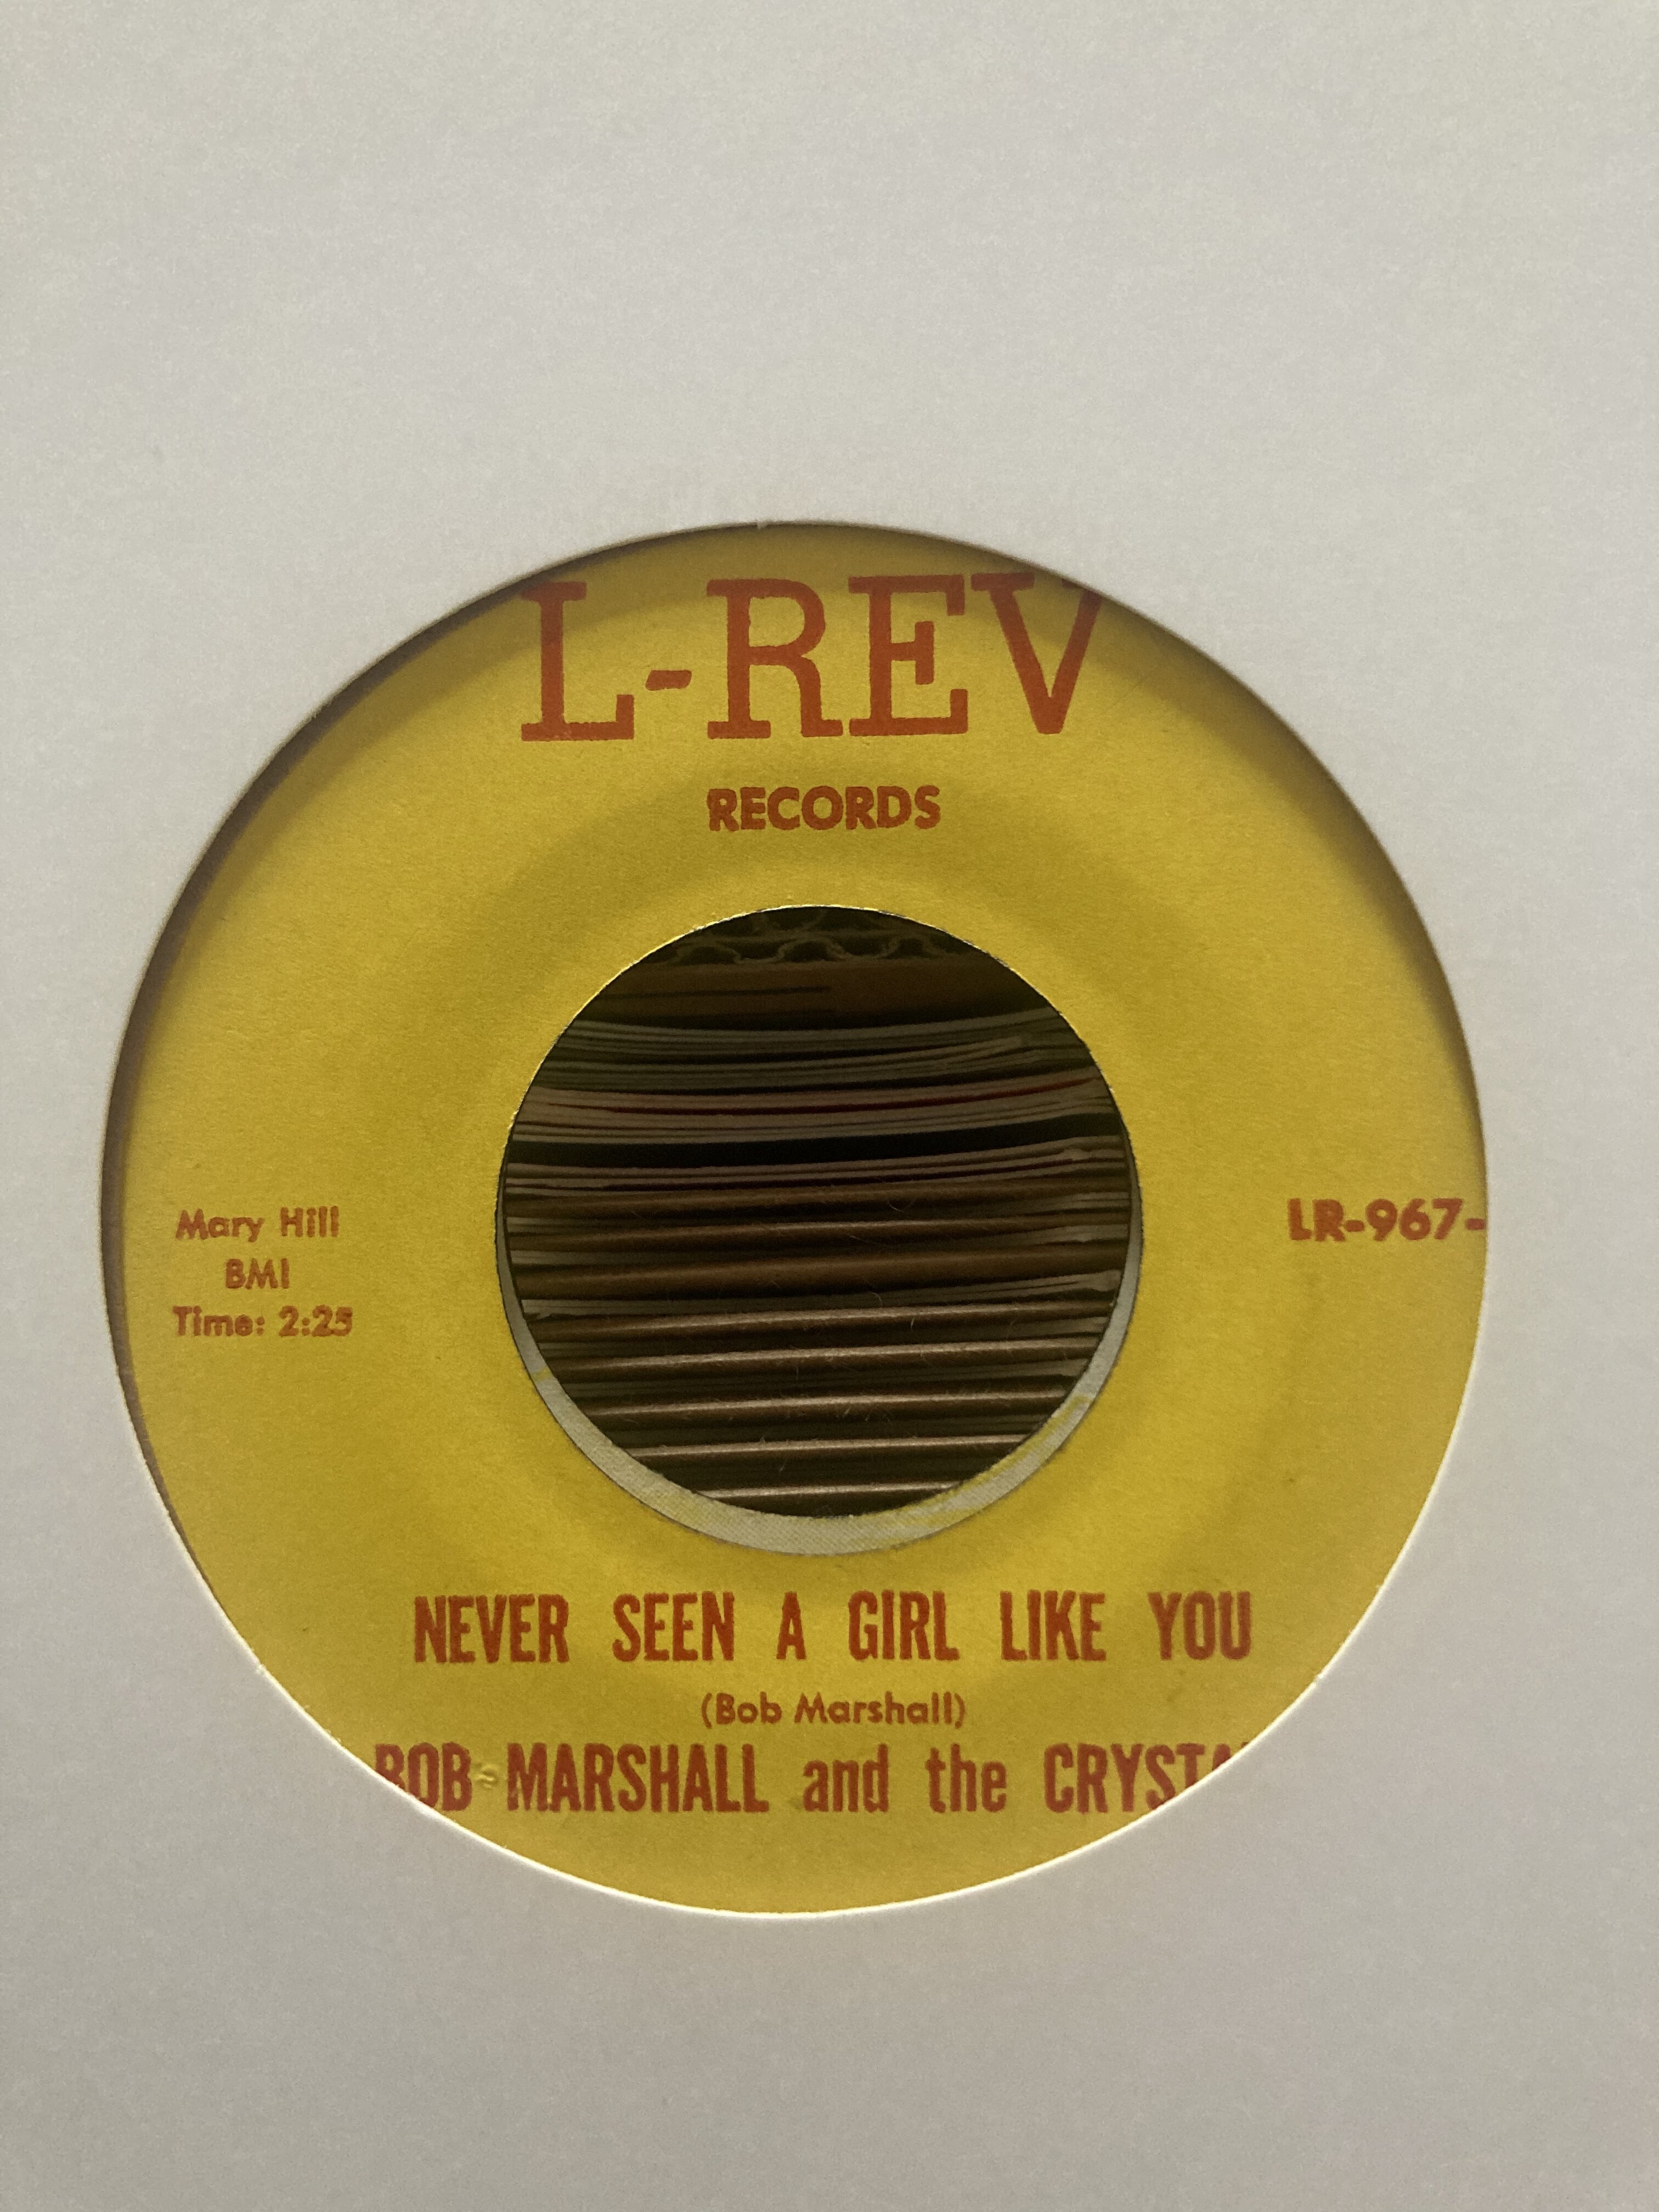 L-REV
RECORDS
Mary Hill
BMI
Time: 2:25
LR-967-
NEVER SEEN A GIRL LIKE YOU
(Bob Marshall)
BOB MARSHALL and the